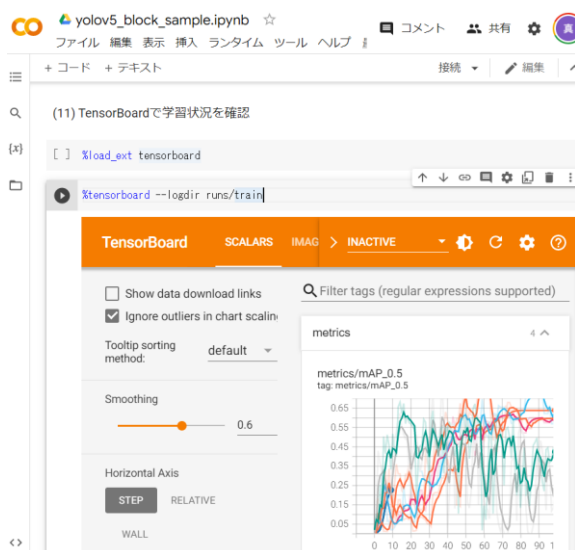 CO yolov5_block_sample.ipynb
コメント 共有 真
ファイル 編集 表示 挿入 ランタイム ツール ヘルプ
+ コード + テキスト 接続 編集
(11) TensorBoardで学習状況を確認
{x}
[ ] %load_ext tensorboard
%tensorboard --logdir runs/train
TensorBoard SCALARS IMAG INACTIVE
Show data download links
Filter tags (regular expressions supported)
Ignore outliers in chart scaling
metrics 4
Tooltip sorting
method: default
metrics/mAP_0.5
tag: metrics/mAP_0.5
Smoothing
0.6
Horizontal Axis
STEP RELATIVE
WALL
0.65
0.55
0.45
0.35
0.25
0.15
0.05
0 10 20 30 40 50 60 70 80 90 1
<>